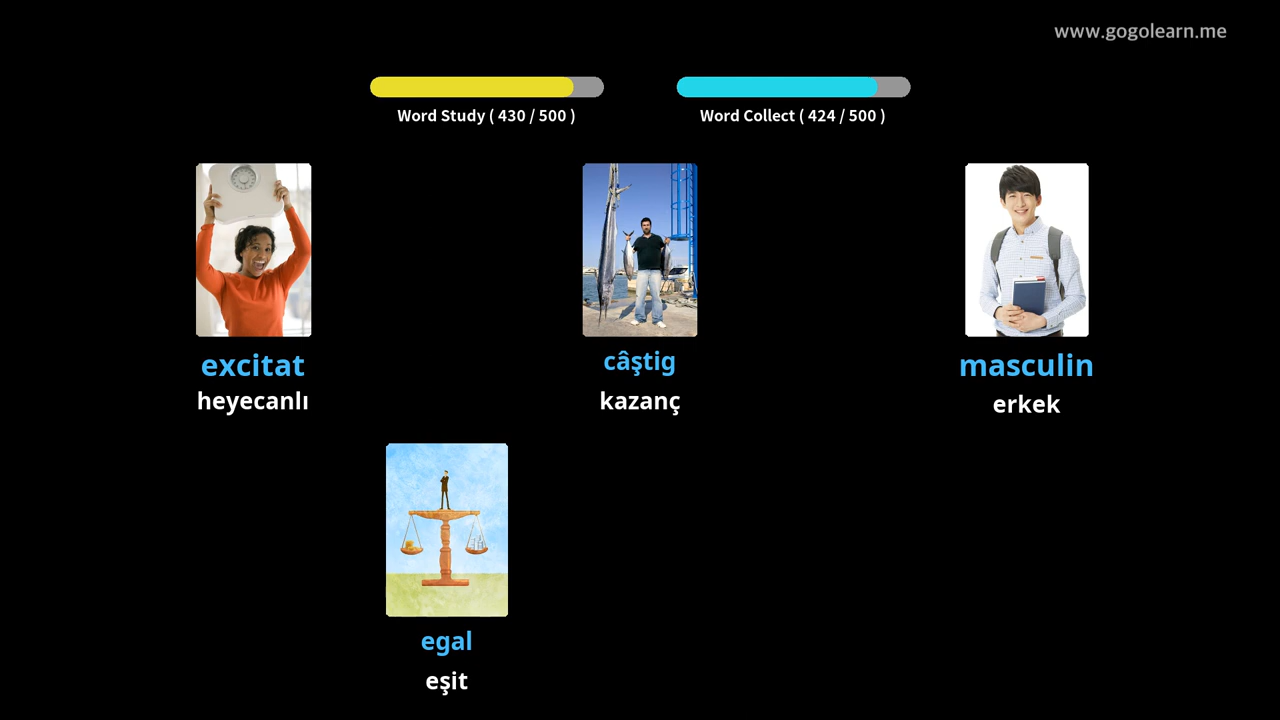 www.gogolearn.me
Word Study ( 430 / 500 )
Word Collect ( 424 / 500 )
excitat
heyecanlı
câştig
kazanç
masculin
erkek
egal
eşit